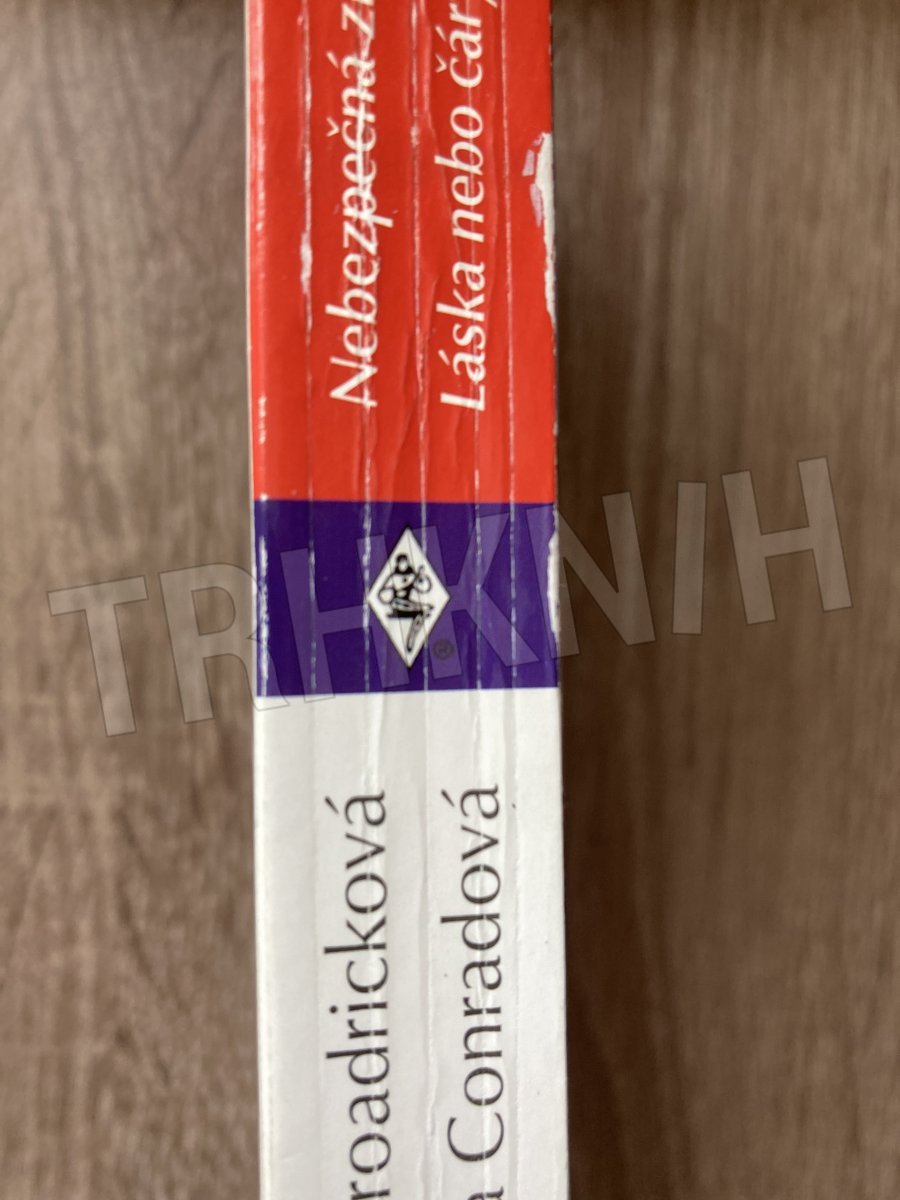 Nebezpečná z
Láska nebo čár
TRHKNIH
®
roadricková
a Conradová